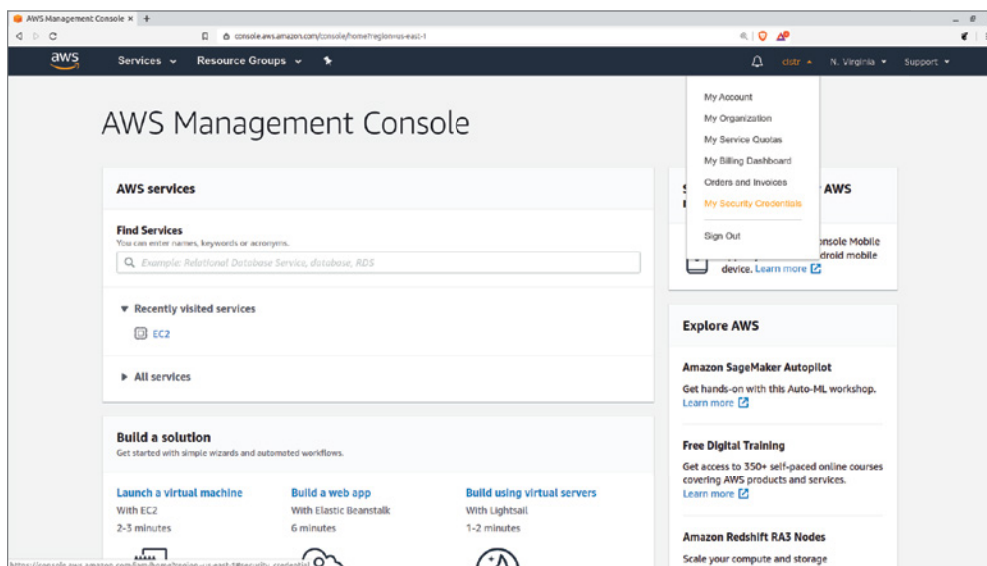 AWS Management Console × +
console.aws.amazon.com/console/home?region=us-east-1
aws Services Resource Groups clstr N. Virginia Support
My Account
My Organization
My Service Quotas
My Billing Dashboard
Orders and Invoices
My Security Credentials
Sign Out
AWS Management Console
AWS services
Find Services
You can enter names, keywords or acronyms.
Example: Relational Database Service, database, RDS
Recently visited services
EC2
All services
Build a solution
Get started with simple wizards and automated workflows.
Launch a virtual machine
With EC2
2-3 minutes
Build a web app
With Elastic Beanstalk
6 minutes
Build using virtual servers
With Lightsail
1-2 minutes
AWS
Console Mobile
mobile
device. Learn more
Explore AWS
Amazon SageMaker Autopilot
Get hands-on with this Auto-ML workshop.
Learn more
Free Digital Training
Get access to 350+ self-paced online courses
covering AWS products and services.
Learn more
Amazon Redshift RA3 Nodes
Scale your compute and storage